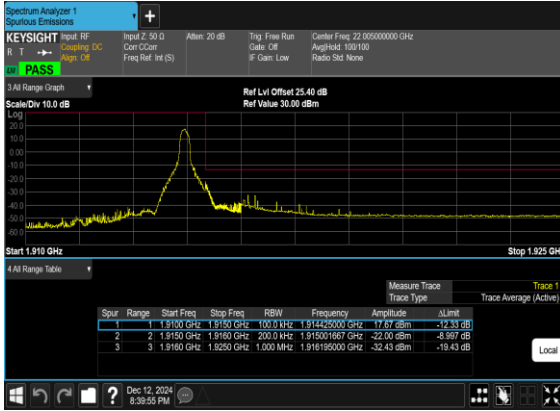 Spectrum Analyzer 1
Spurious Emissions
+
KEYSIGHT Input: RF Input Z: 50 Ω Atten: 20 dB Trig: Free Run Center Freq: 22.005000000 GHz
R T Coupling: DC Corr CCorr Gate: Off Avg|Hold: 100/100
Align: Off Freq Ref: Int (S) IF Gain: Low Radio Std: None
PASS
3 All Range Graph
Ref Lvl Offset 25.40 dB
Scale/Div 10.0 dB Ref Value 30.00 dBm
Log
20.0
10.0
0.00
-10.0
-20.0
-30.0
-40.0
-50.0
-60.0
Start 1.910 GHz Stop 1.925 GH
4 All Range Table
Measure Trace Trace 1
Trace Type Trace Average (Active)
Spur Range Start Freq Stop Freq RBW Frequency Amplitude ΔLimit
1 1 1.9100 GHz 1.9150 GHz 100.0 kHz 1.914425000 GHz 17.67 dBm -12.33 dB
2 2 1.9150 GHz 1.9160 GHz 200.0 kHz 1.915001667 GHz -22.00 dBm -8.997 dB
3 3 1.9160 GHz 1.9250 GHz 1.000 MHz 1.916195000 GHz -32.43 dBm -19.43 dB
Local
? Dec 12, 2024
8:39:55 PM